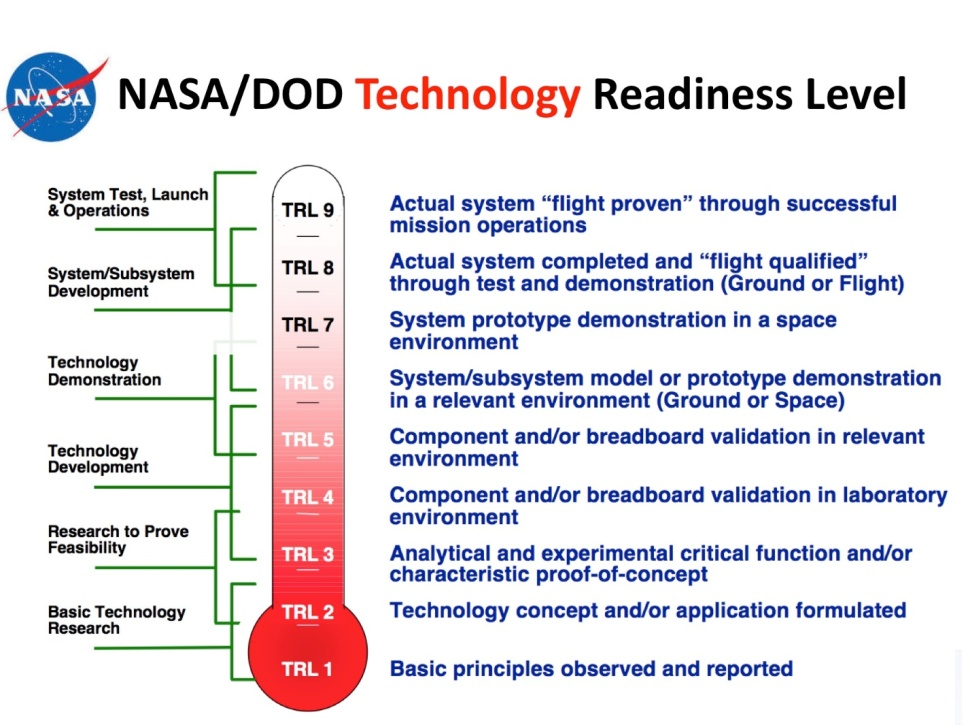 NASA
NASA/DOD Technology Readiness Level
System Test, Launch
& Operations
System/Subsystem
Development
Technology
Demonstration
Technology
Development
Research to Prove
Feasibility
Basic Technology
Research
TRL 9
TRL 8
TRL 7
TRL 6
TRL 5
TRL 4
TRL 3
TRL 2
TRL 1
Actual system “flight proven” through successful
mission operations
Actual system completed and “flight qualified”
through test and demonstration (Ground or Flight)
System prototype demonstration in a space
environment
System/subsystem model or prototype demonstration
in a relevant environment (Ground or Space)
Component and/or breadboard validation in relevant
environment
Component and/or breadboard validation in laboratory
environment
Analytical and experimental critical function and/or
characteristic proof-of-concept
Technology concept and/or application formulated
Basic principles observed and reported